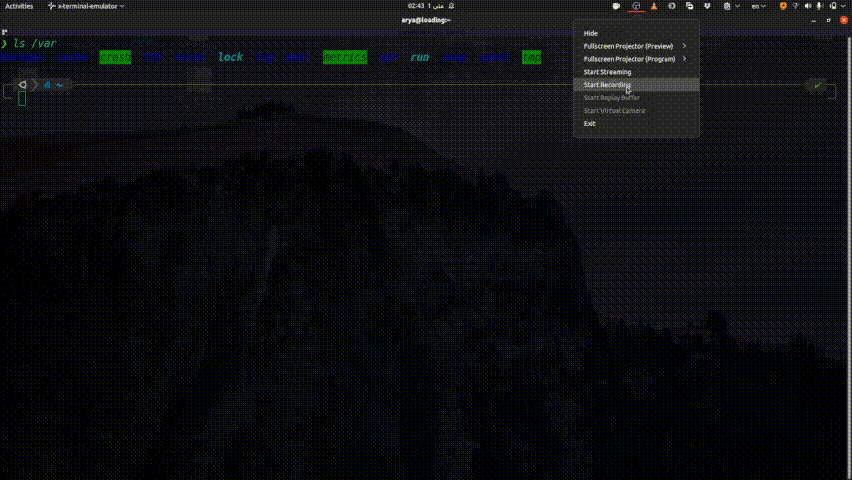 Activities x-terminal-emulator 02:43 1 مئی en
arya@loading:~
Hide
Fullscreen Projector (Preview)
Fullscreen Projector (Program)
Start Streaming
Start Recording
Start Replay Buffer
Start Virtual Camera
Exit
❯ ls /var
crash lib local lock log mail metrics opt run snap spool tmp
~